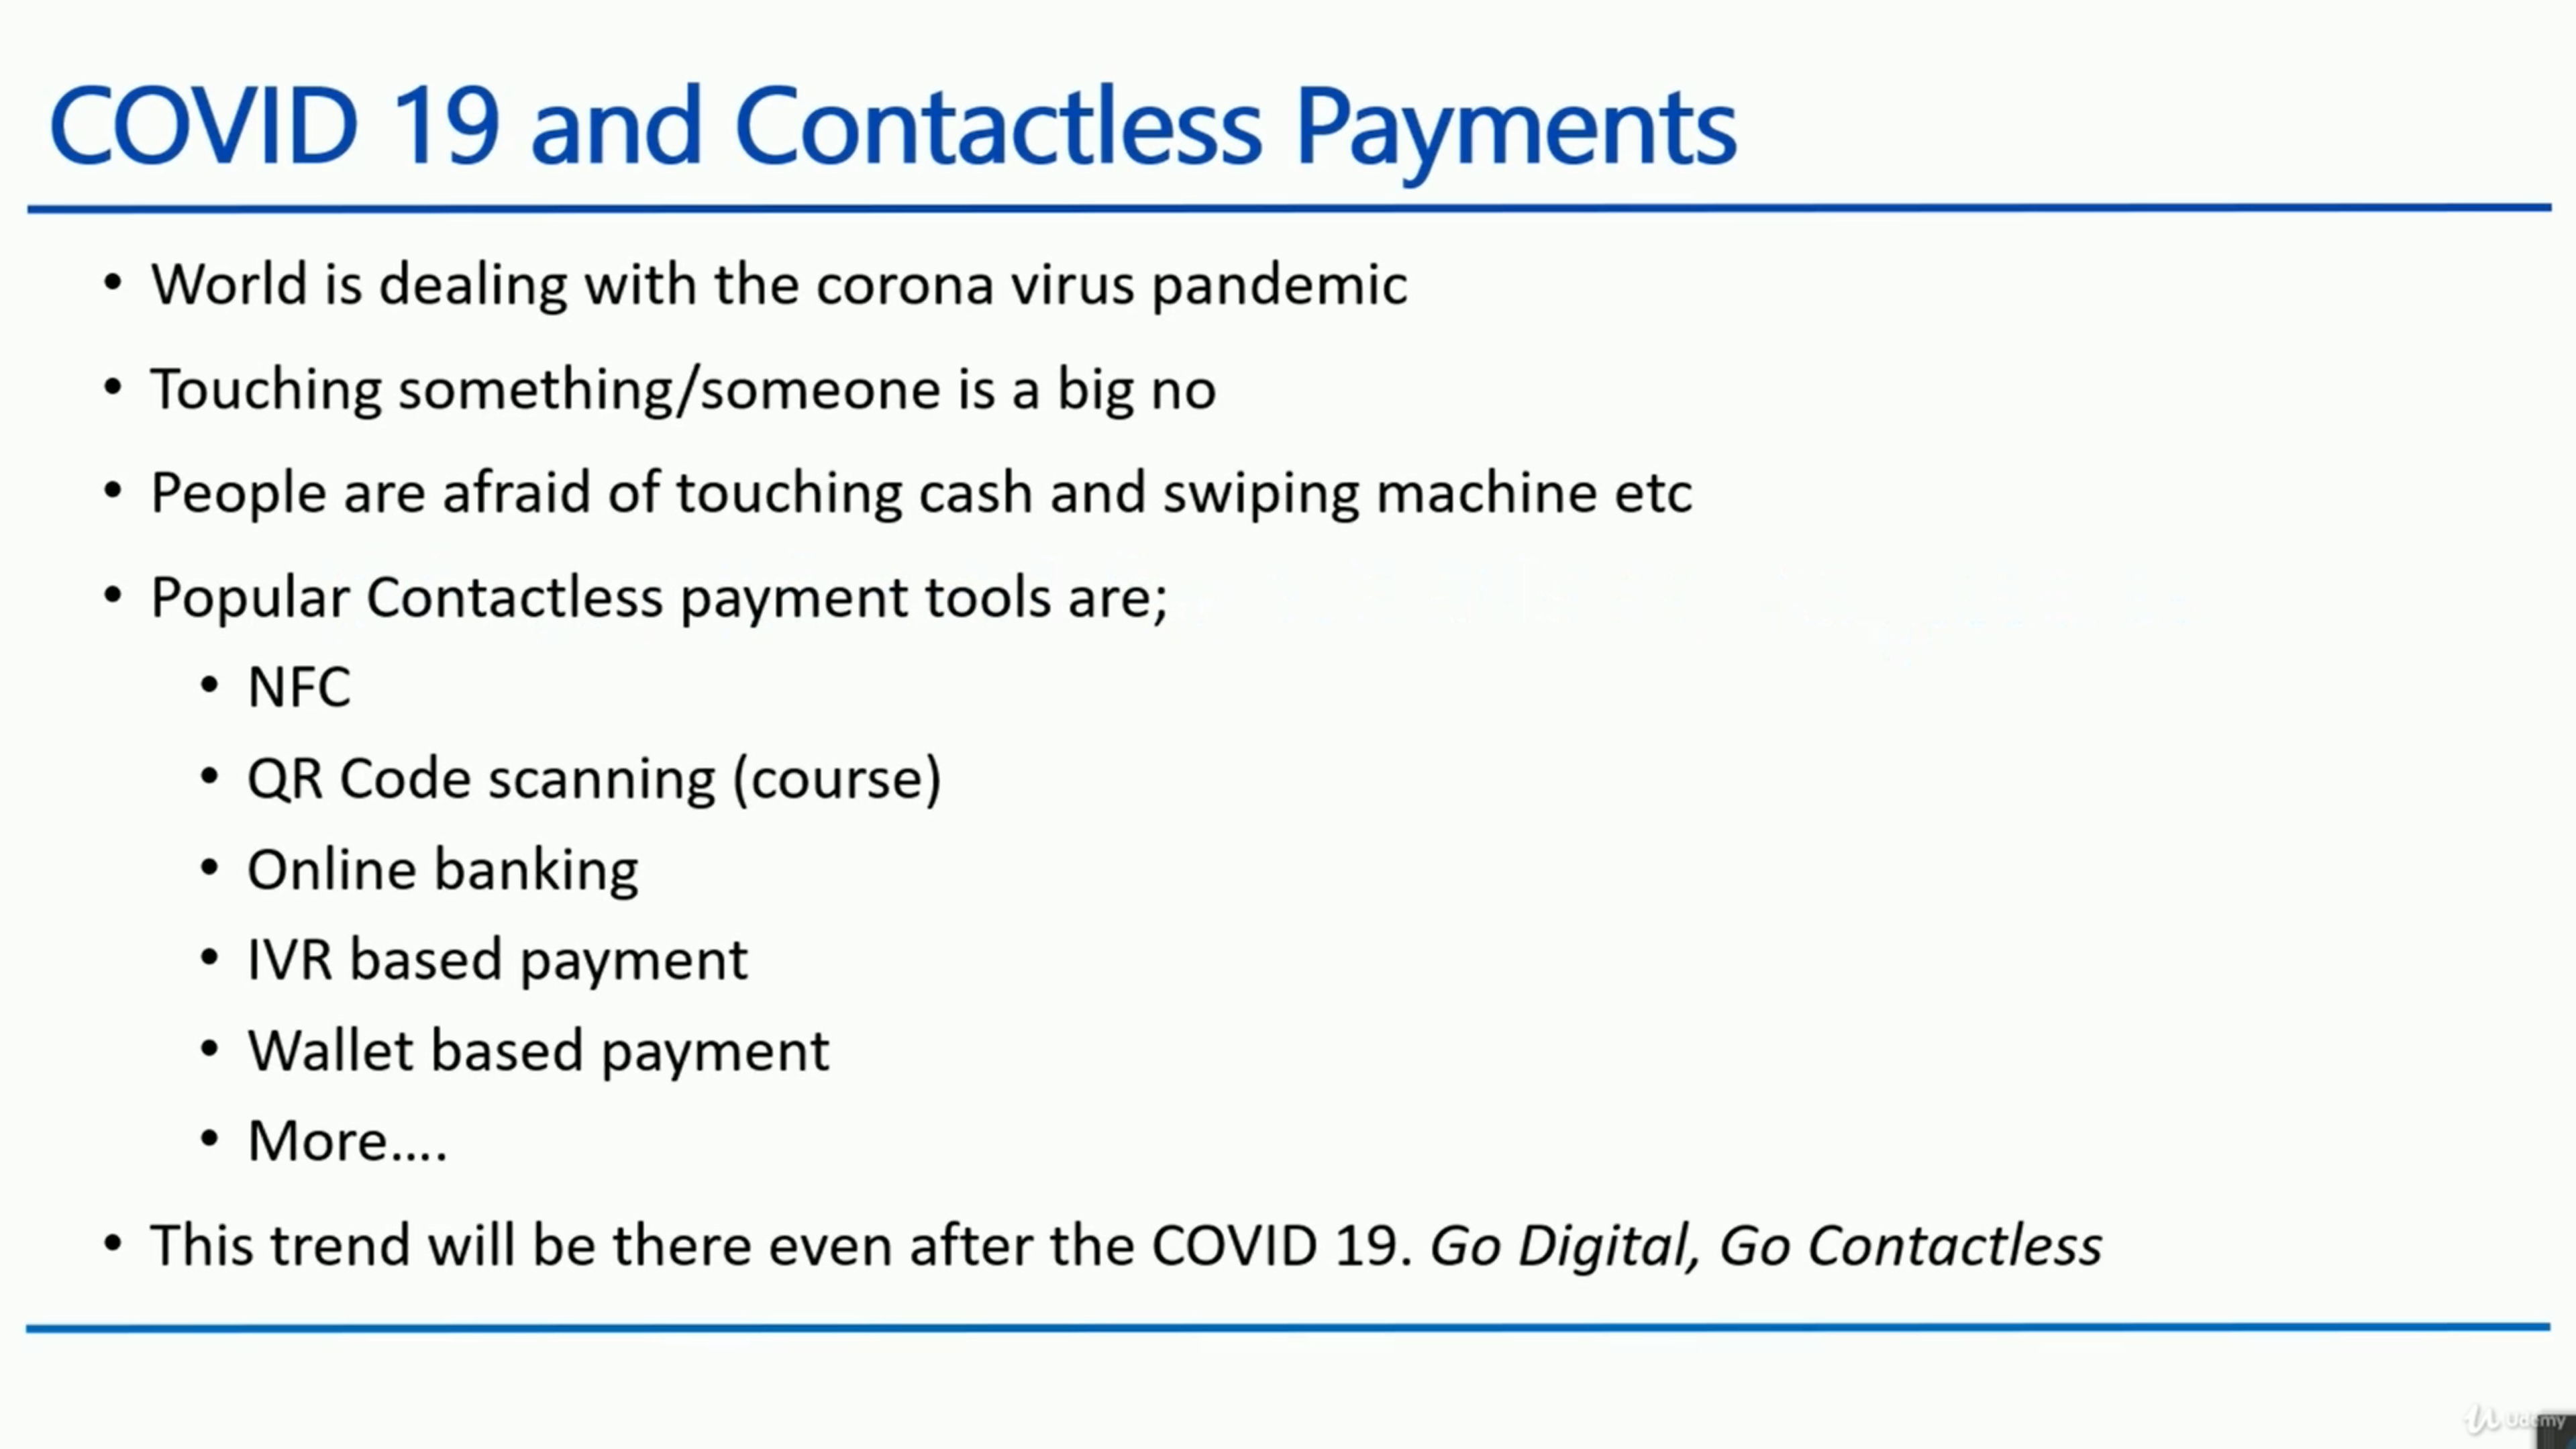 COVID 19 and Contactless Payments
• World is dealing with the corona virus pandemic
• Touching something/someone is a big no
• People are afraid of touching cash and swiping machine etc
• Popular Contactless payment tools are;
• NFC
• QR Code scanning (course)
• Online banking
• IVR based payment
• Wallet based payment
• More....
• This trend will be there even after the COVID 19. Go Digital, Go Contactless
Udemy